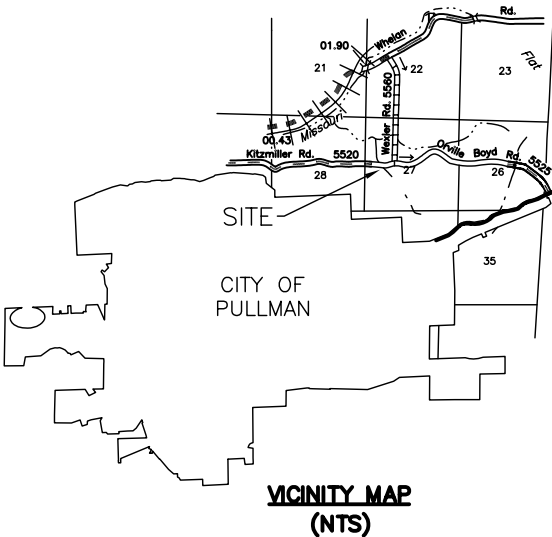 Rd.
Whelan
01.90
21
22
23
Flat
Wexler Rd. 5560
Missouri
00.43
Kitzmiller Rd. 5520
Orville Boyd Rd. 5525
28
27
26
SITE
35
CITY OF
PULLMAN
VICINITY MAP
(NTS)